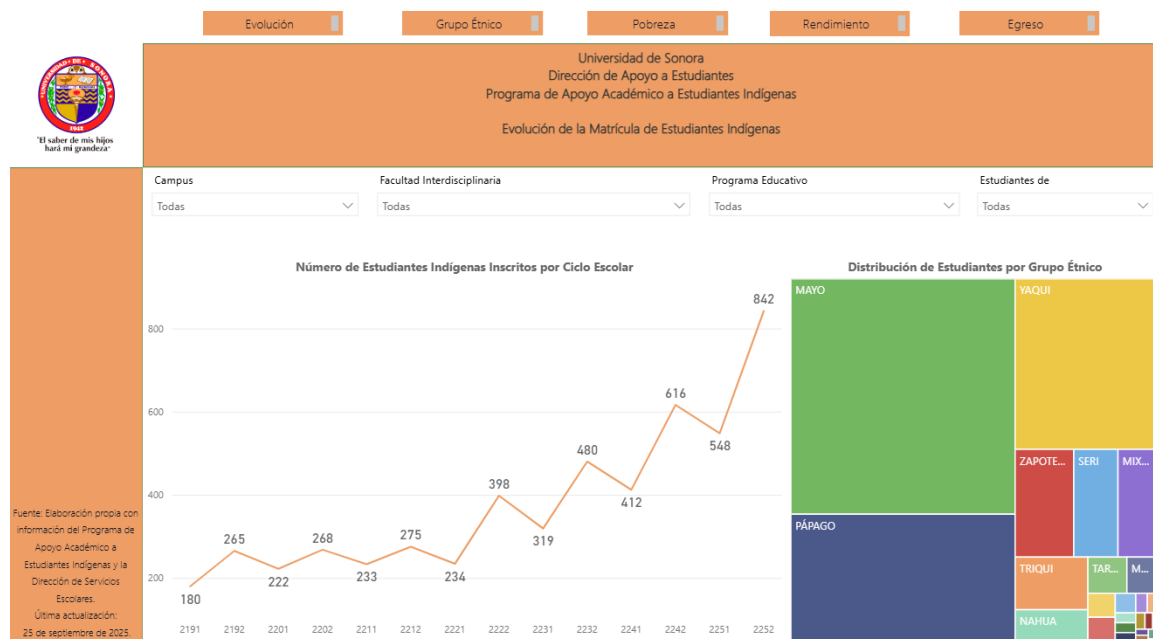 Evolución
Grupo Étnico
Pobreza
Rendimiento
Egreso
UNIVERSIDAD DE SONORA
1942
"El saber de mis hijos
hará mi grandeza"
Universidad de Sonora
Dirección de Apoyo a Estudiantes
Programa de Apoyo Académico a Estudiantes Indígenas
Evolución de la Matrícula de Estudiantes Indígenas
Campus
Todas
Facultad Interdisciplinaria
Todas
Programa Educativo
Todas
Estudiantes de
Todas
Número de Estudiantes Indígenas Inscritos por Ciclo Escolar
800
600
400
200
180
265
222
268
233
275
234
398
319
480
412
616
548
842
2191
2192
2201
2202
2211
2212
2221
2222
2231
2232
2241
2242
2251
2252
Distribución de Estudiantes por Grupo Étnico
MAYO
YAQUI
PÁPAGO
ZAPOTE...
SERI
MIX...
TRIQUI
TAR...
M...
NAHUA
Fuente: Elaboración propia con
información del Programa de
Apoyo Académico a
Estudiantes Indígenas y la
Dirección de Servicios
Escolares.
Última actualización:
25 de septiembre de 2025.